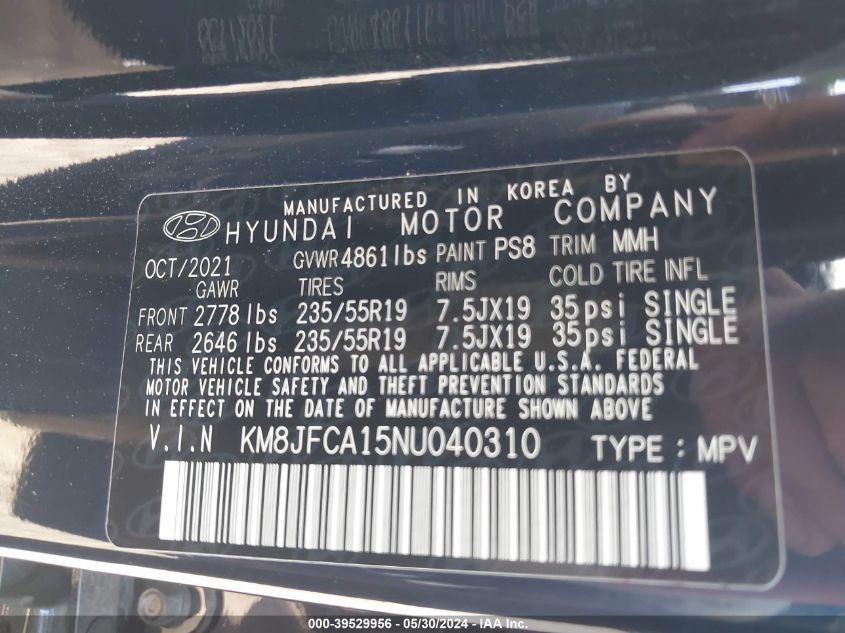 MANUFACTURED IN KOREA BY
HYUNDAI MOTOR COMPANY
OCT/2021 GVWR 4861 lbs PAINT PS8 TRIM MMH
GAWR TIRES RIMS COLD TIRE INFL
FRONT 2778 lbs 235/55R19 7.5JX19 35psi SINGLE
REAR 2646 lbs 235/55R19 7.5JX19 35psi SINGLE
THIS VEHICLE CONFORMS TO ALL APPLICABLE U.S.A. FEDERAL
MOTOR VEHICLE SAFETY AND THEFT PREVENTION STANDARDS
IN EFFECT ON THE DATE OF MANUFACTURE SHOWN ABOVE
V.I.N KM8JFCA15NU040310 TYPE : MPV
000-39529956 - 05/30/2024 - IAA Inc.